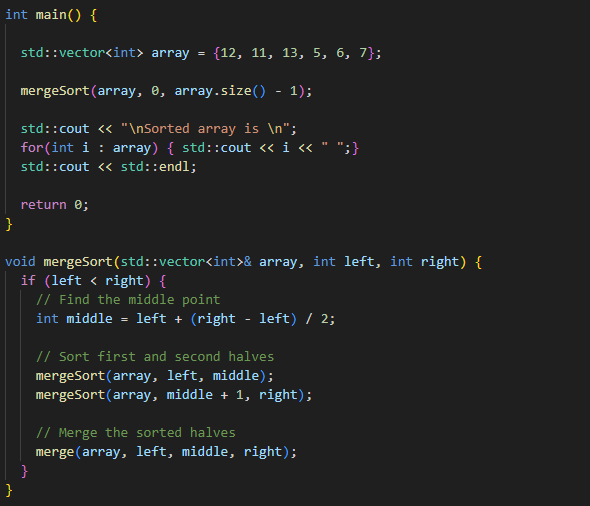 int main() {
std::vector<int> array = {12, 11, 13, 5, 6, 7};
mergeSort(array, 0, array.size() - 1);
std::cout << "\nSorted array is \n";
for(int i : array) { std::cout << i << " ";}
std::cout << std::endl;
return 0;
}
void mergeSort(std::vector<int>& array, int left, int right) {
if (left < right) {
// Find the middle point
int middle = left + (right - left) / 2;
// Sort first and second halves
mergeSort(array, left, middle);
mergeSort(array, middle + 1, right);
// Merge the sorted halves
merge(array, left, middle, right);
}
}